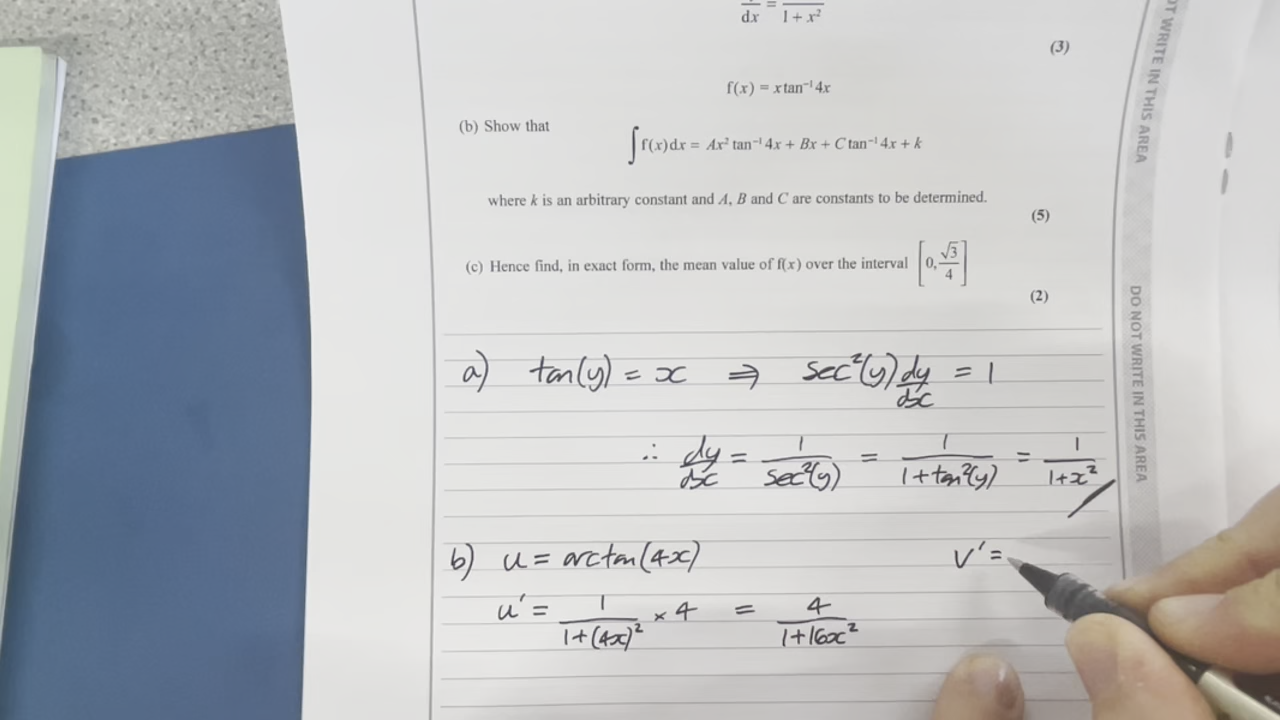 dx = 1 + x²
(3)
f(x) = x tan⁻¹ 4x
(b) Show that
∫ f(x) dx = Ax² tan⁻¹ 4x + Bx + C tan⁻¹ 4x + k
where k is an arbitrary constant and A, B and C are constants to be determined.
(5)
(c) Hence find, in exact form, the mean value of f(x) over the interval [0, √3/4]
(2)
a) tan(y) = x ⇒ sec²(y) dy/dx = 1
∴ dy/dx = 1/sec²(y) = 1/(1+tan²(y)) = 1/(1+x²)
b) u = arctan(4x) v' =
u' = 1/(1+(4x)²) × 4 = 4/(1+16x²)
OT WRITE IN THIS AREA
DO NOT WRITE IN THIS AREA